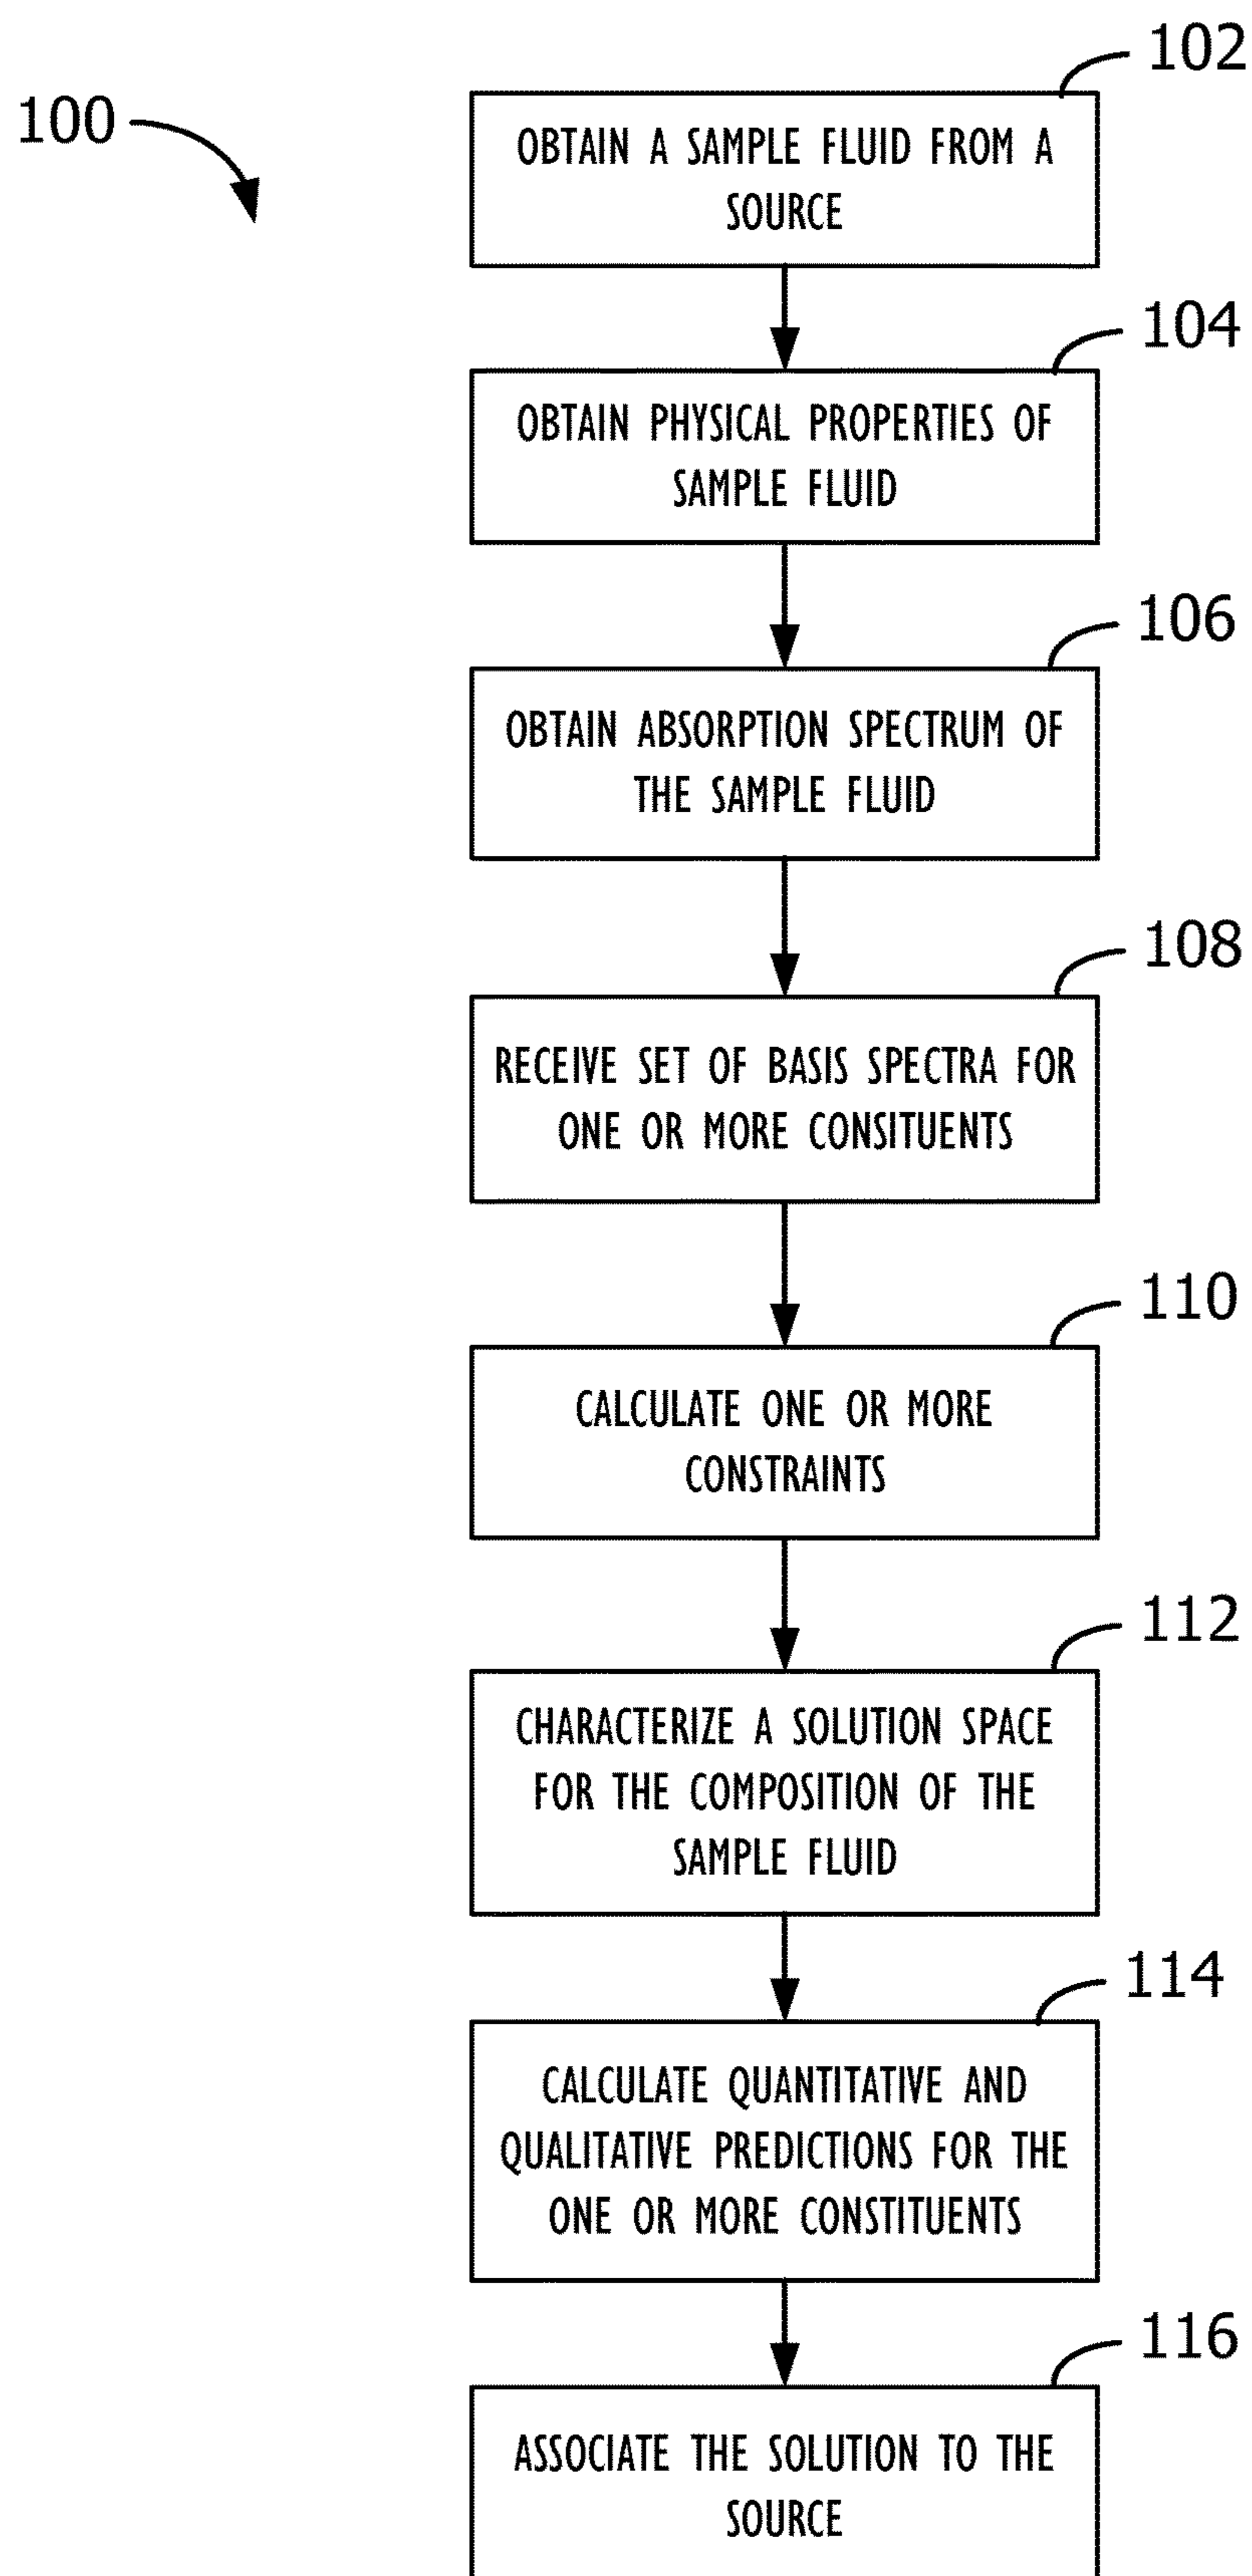 102
100
OBTAIN A SAMPLE FLUID FROM A
SOURCE
104
OBTAIN PHYSICAL PROPERTIES OF
SAMPLE FLUID
106
OBTAIN ABSORPTION SPECTRUM OF
THE SAMPLE FLUID
108
RECEIVE SET OF BASIS SPECTRA FOR
ONE OR MORE CONSITUENTS
110
CALCULATE ONE OR MORE
CONSTRAINTS
112
CHARACTERIZE A SOLUTION SPACE
FOR THE COMPOSITION OF THE
SAMPLE FLUID
114
CALCULATE QUANTITATIVE AND
QUALITATIVE PREDICTIONS FOR THE
ONE OR MORE CONSTITUENTS
116
ASSOCIATE THE SOLUTION TO THE
SOURCE